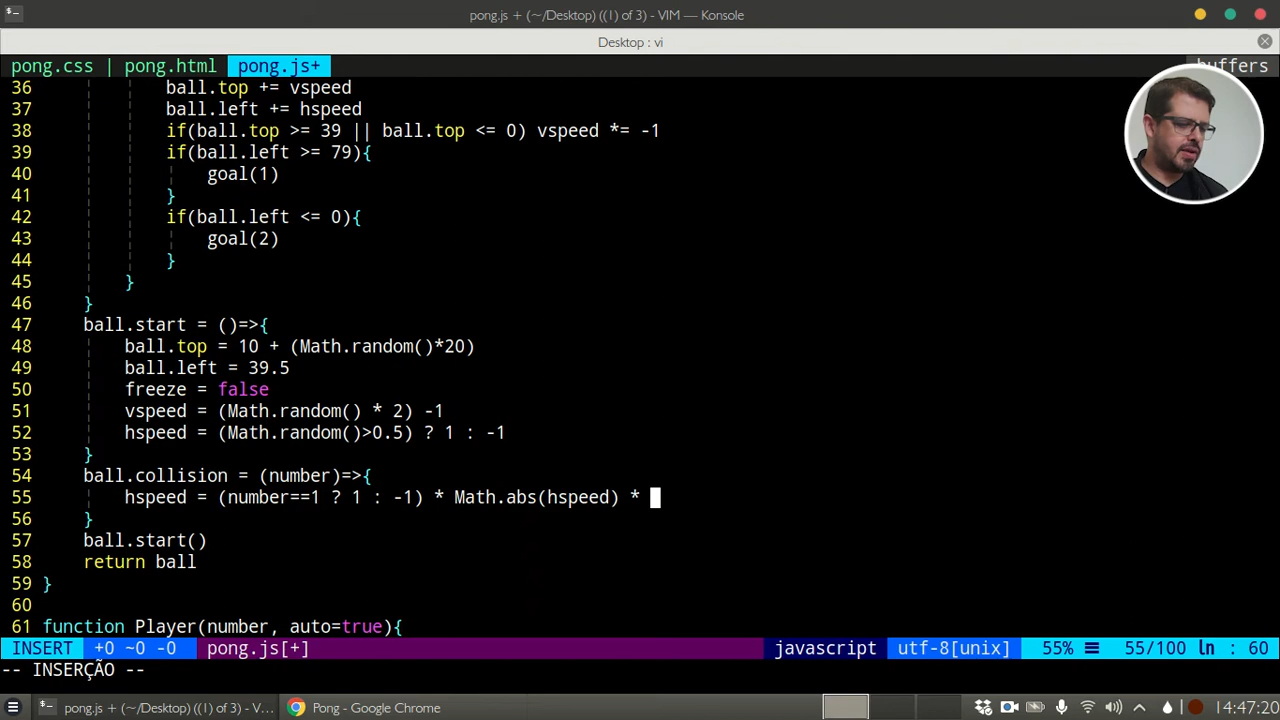 pong.js + (~/Desktop) ((1) of 3) - VIM — Konsole
Desktop : vi
pong.css | pong.html pong.js+ buffers
36 ball.top += vspeed
37 ball.left += hspeed
38 if(ball.top >= 39 || ball.top <= 0) vspeed *= -1
39 if(ball.left >= 79){
40 goal(1)
41 }
42 if(ball.left <= 0){
43 goal(2)
44 }
45 }
46 }
47 ball.start = ()=>{
48 ball.top = 10 + (Math.random()*20)
49 ball.left = 39.5
50 freeze = false
51 vspeed = (Math.random() * 2) -1
52 hspeed = (Math.random()>0.5) ? 1 : -1
53 }
54 ball.collision = (number)=>{
55 hspeed = (number==1 ? 1 : -1) * Math.abs(hspeed) *
56 }
57 ball.start()
58 return ball
59 }
60
61 function Player(number, auto=true){
INSERT +0 ~0 -0 pong.js[+] javascript utf-8[unix] 55% ☰ 55/100 ln : 60
-- INSERÇÃO --
pong.js + (~/Desktop) ((1) of 3) - V... Pong - Google Chrome 14:47:20